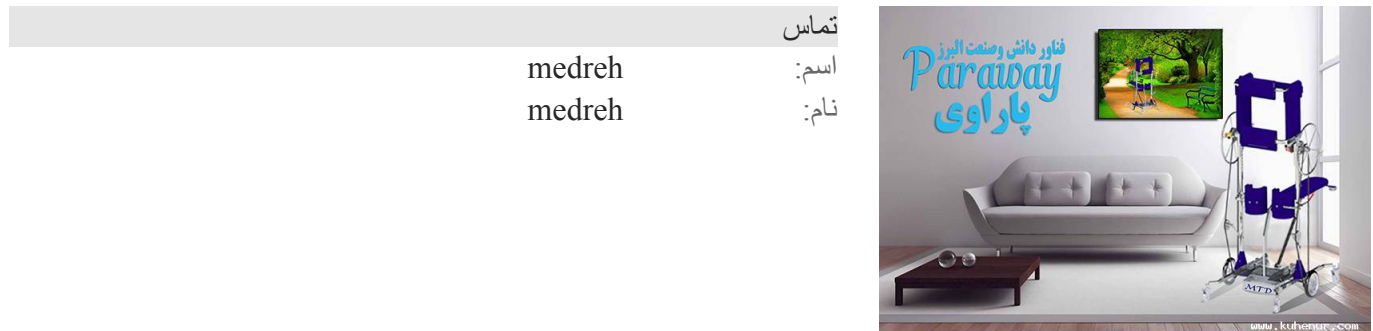 تماس
اسم: medreh
نام: medreh
فناور دانش وصنعت البرز
Paraway
پاراوی
MTD
www.kuhenur.com